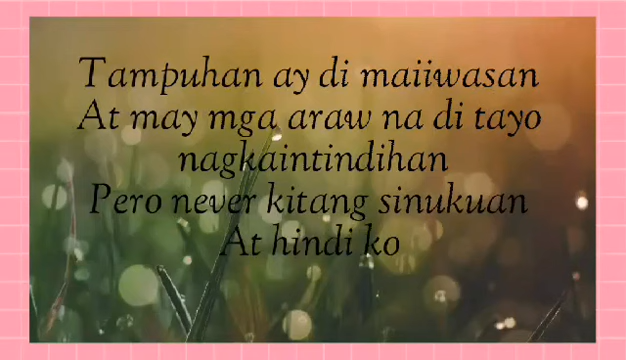 Tampuhan ay di maiiwasan
At may mga araw na di tayo
nagkaintindihan
Pero never kitang sinukuan
At hindi ko